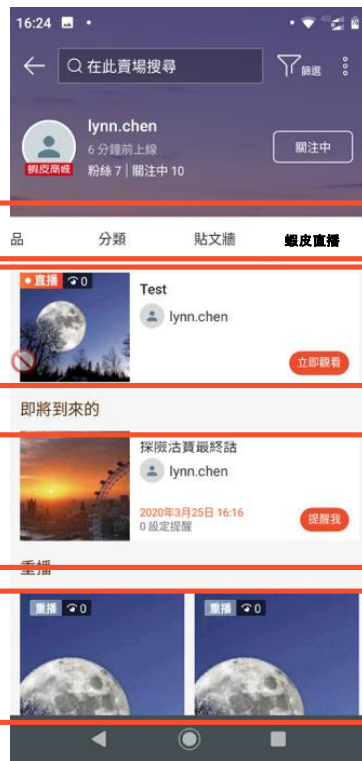 16:24
在此賣場搜尋
篩選
lynn.chen
6 分鐘前上線
蝦皮商城
粉絲 7 | 關注中 10
關注中
品 分類 貼文牆 蝦皮直播
直播 0
Test
lynn.chen
立即觀看
即將到來的
探險活寶最終話
lynn.chen
2020年3月25日 16:16
0 設定提醒
提醒我
重播
重播 0 重播 0